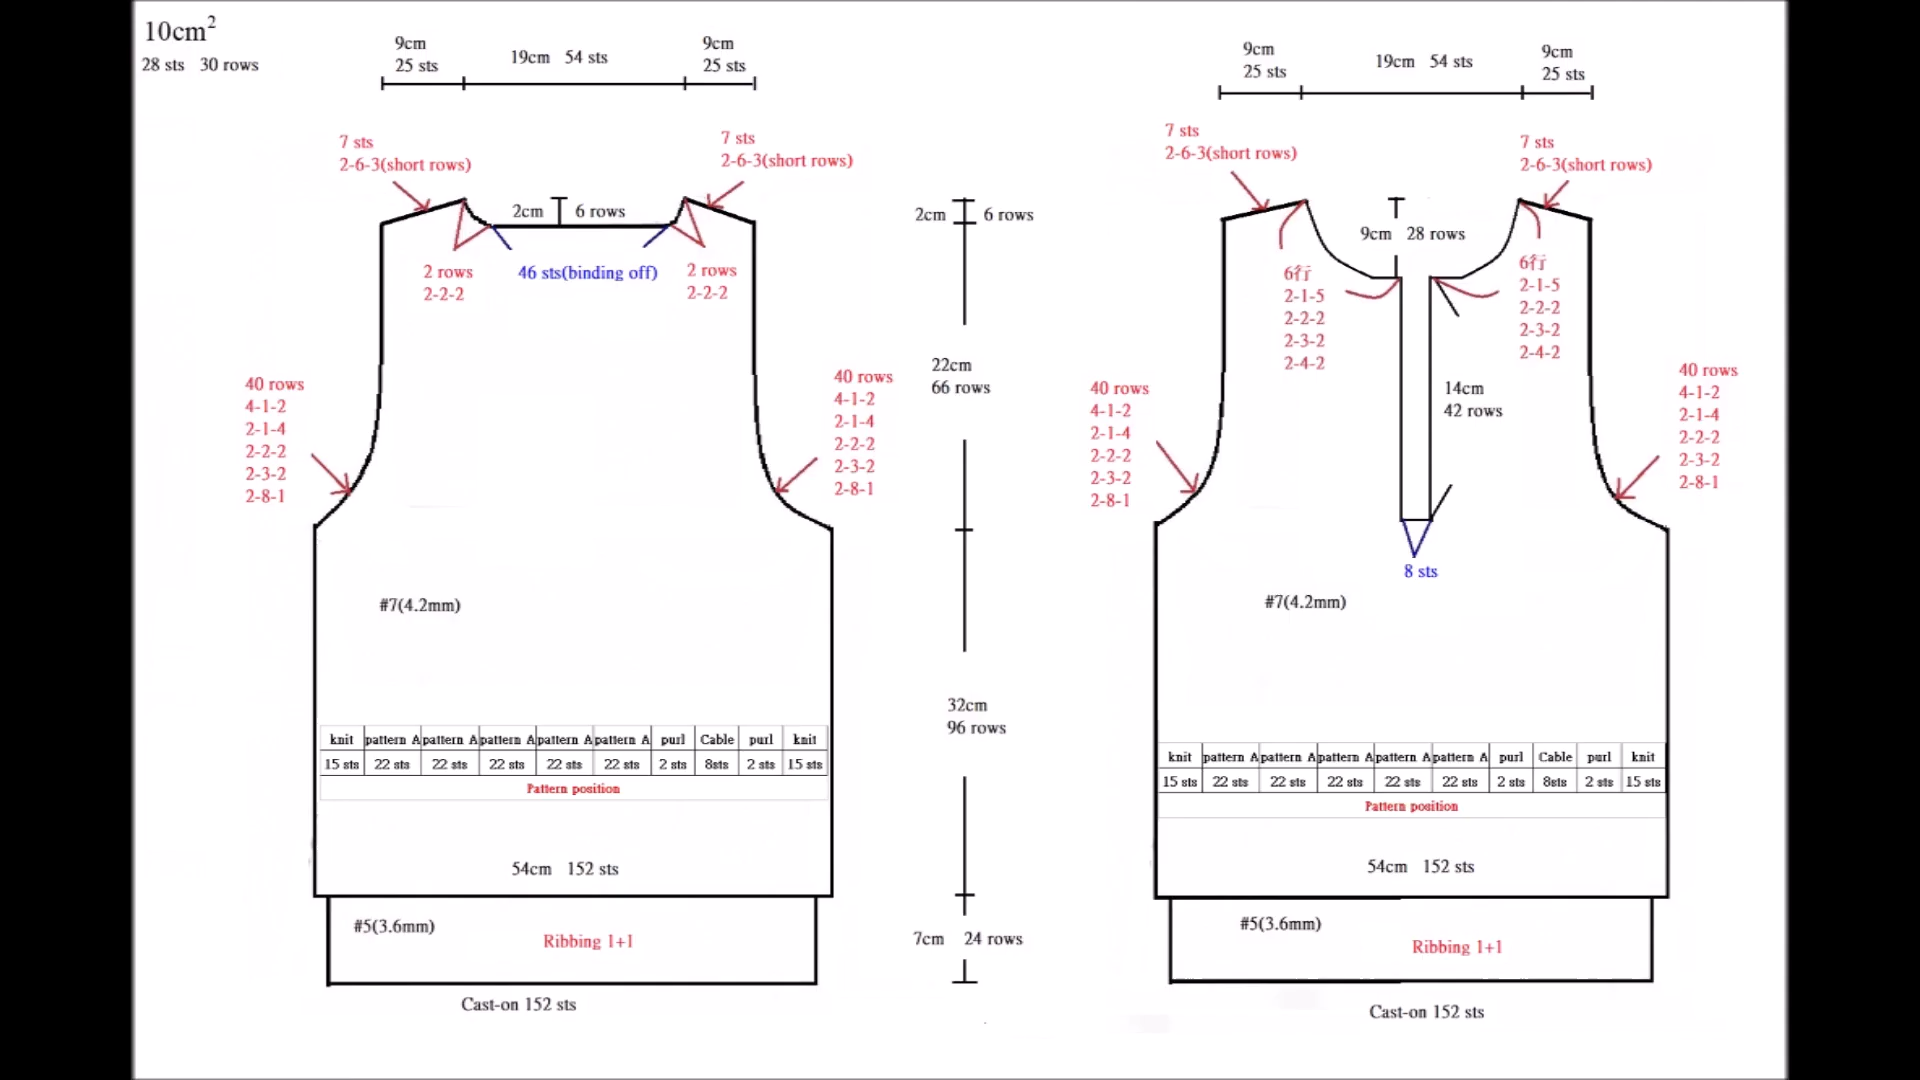 10cm²
28 sts 30 rows
9cm
25 sts
19cm 54 sts
9cm
25 sts
7 sts
2-6-3(short rows)
7 sts
2-6-3(short rows)
2cm 6 rows
2 rows
2-2-2
46 sts(binding off)
2 rows
2-2-2
40 rows
4-1-2
2-1-4
2-2-2
2-3-2
2-8-1
40 rows
4-1-2
2-1-4
2-2-2
2-3-2
2-8-1
#7(4.2mm)
knit pattern A pattern A pattern A pattern A pattern A purl Cable purl knit
15 sts 22 sts 22 sts 22 sts 22 sts 22 sts 2 sts 8sts 2 sts 15 sts
Pattern position
54cm 152 sts
#5(3.6mm)
Ribbing 1+1
Cast-on 152 sts
2cm 6 rows
22cm
66 rows
32cm
96 rows
7cm 24 rows
9cm
25 sts
19cm 54 sts
9cm
25 sts
7 sts
2-6-3(short rows)
7 sts
2-6-3(short rows)
9cm 28 rows
6行
2-1-5
2-2-2
2-3-2
2-4-2
6行
2-1-5
2-2-2
2-3-2
2-4-2
40 rows
4-1-2
2-1-4
2-2-2
2-3-2
2-8-1
14cm
42 rows
40 rows
4-1-2
2-1-4
2-2-2
2-3-2
2-8-1
8 sts
#7(4.2mm)
knit pattern A pattern A pattern A pattern A pattern A purl Cable purl knit
15 sts 22 sts 22 sts 22 sts 22 sts 22 sts 2 sts 8sts 2 sts 15 sts
Pattern position
54cm 152 sts
#5(3.6mm)
Ribbing 1+1
Cast-on 152 sts